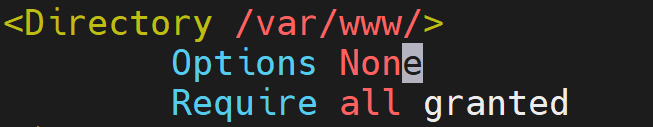 <Directory /var/www/>
Options None
Require all granted